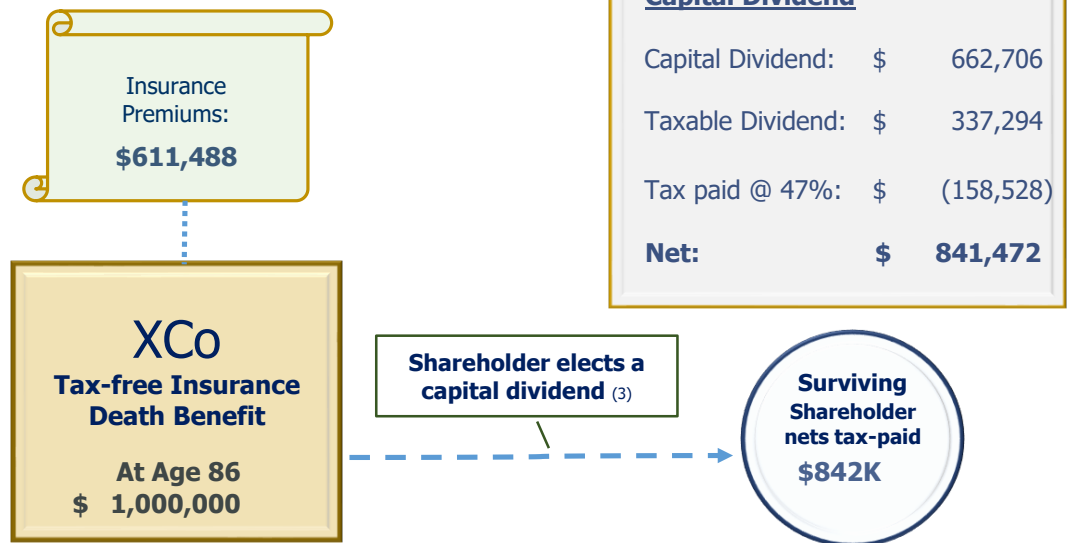 Capital Dividend
Capital Dividend: $ 662,706
Taxable Dividend: $ 337,294
Tax paid @ 47%: $ (158,528)
Net: $ 841,472
Insurance
Premiums:
$611,488
XCo
Tax-free Insurance
Death Benefit
At Age 86
$ 1,000,000
Shareholder elects a
capital dividend (3)
Surviving
Shareholder
nets tax-paid
$842K